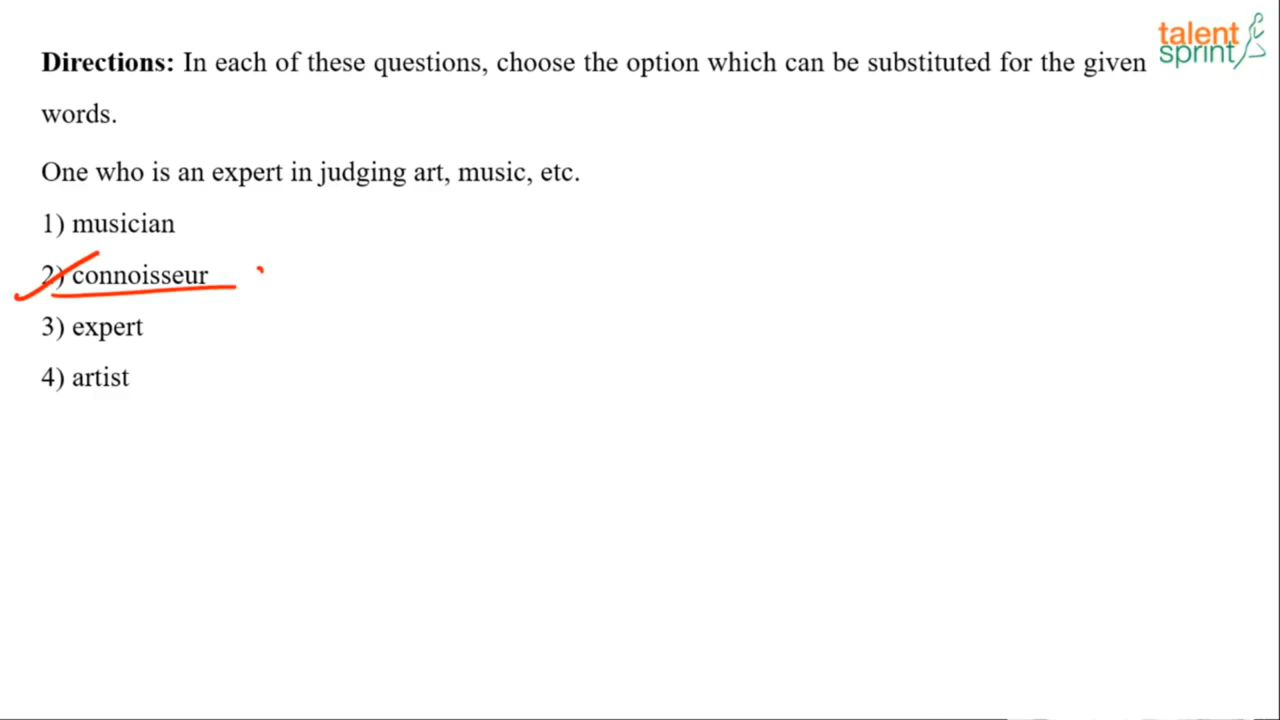 talent
sprint
Directions: In each of these questions, choose the option which can be substituted for the given
words.
One who is an expert in judging art, music, etc.
1) musician
2) connoisseur
3) expert
4) artist